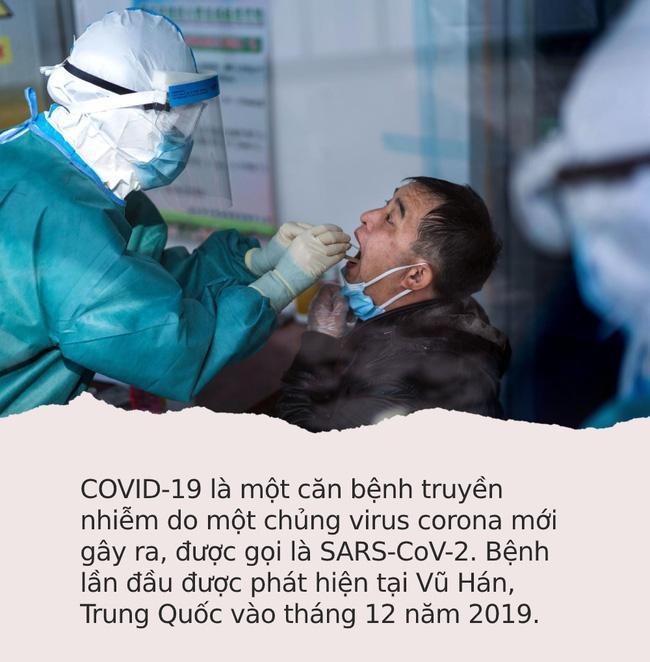 COVID-19 là một căn bệnh truyền
nhiễm do một chủng virus corona mới
gây ra, được gọi là SARS-CoV-2. Bệnh
lần đầu được phát hiện tại Vũ Hán,
Trung Quốc vào tháng 12 năm 2019.